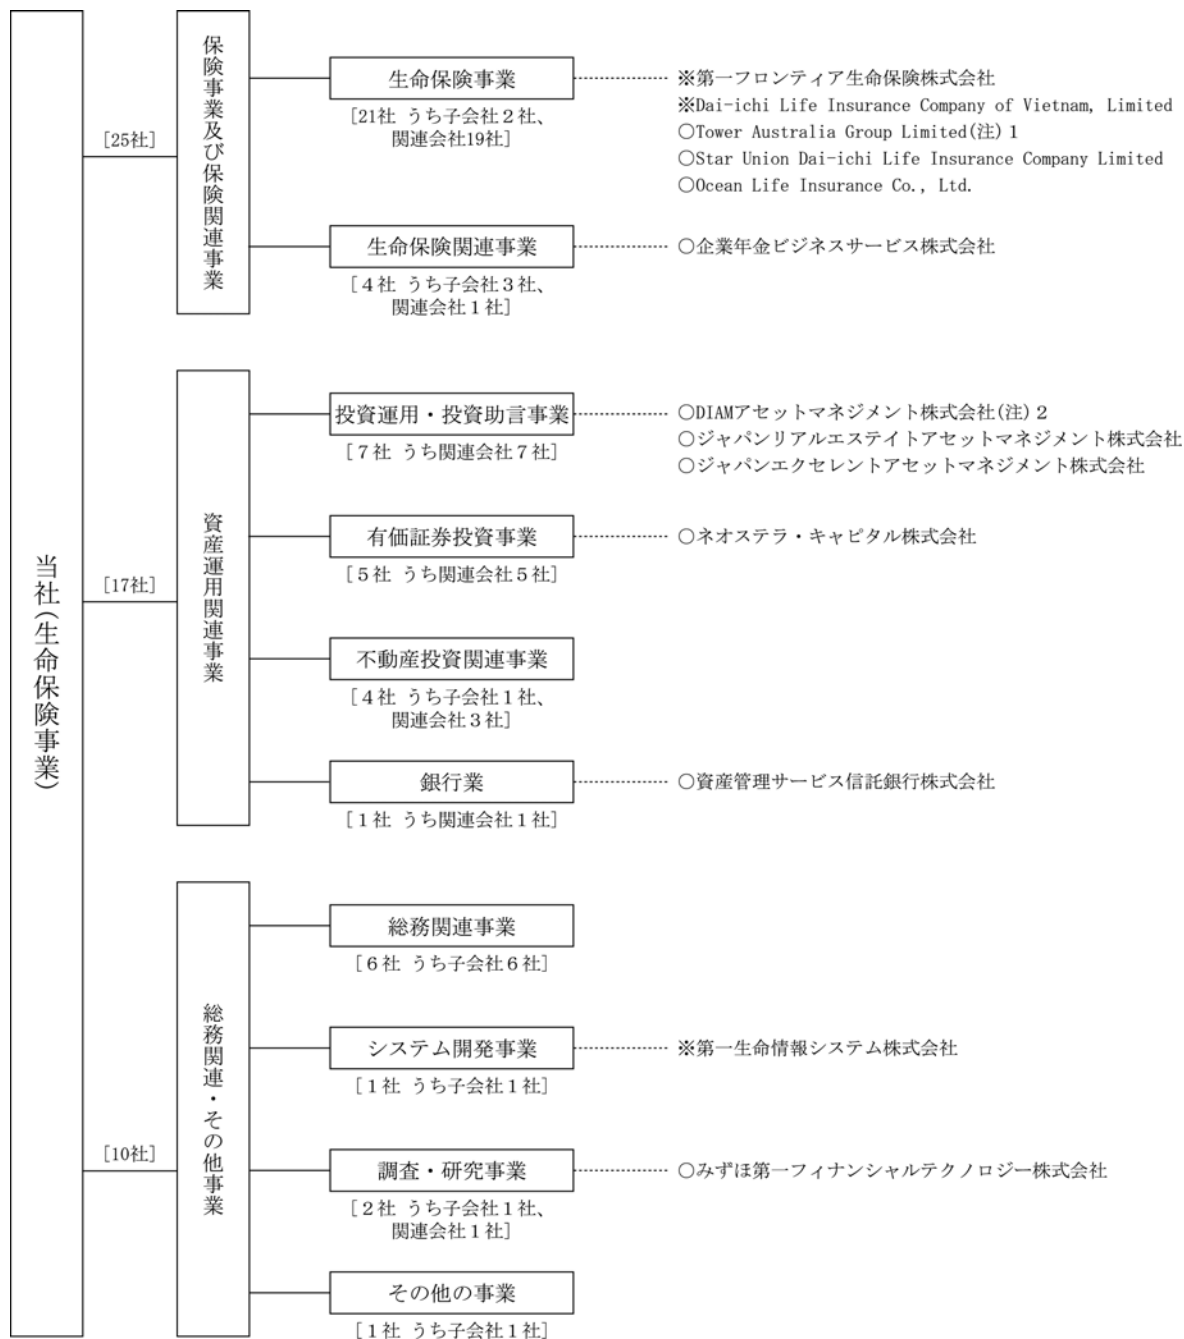 当社(生命保険事業)
[25社]
保険事業及び保険関連事業
生命保険事業
[21社 うち子会社2社、
関連会社19社]
※第一フロンティア生命保険株式会社
※Dai-ichi Life Insurance Company of Vietnam, Limited
○Tower Australia Group Limited(注)1
○Star Union Dai-ichi Life Insurance Company Limited
○Ocean Life Insurance Co., Ltd.
生命保険関連事業
[4社 うち子会社3社、
関連会社1社]
○企業年金ビジネスサービス株式会社
[17社]
資産運用関連事業
投資運用・投資助言事業
[7社 うち関連会社7社]
○DIAMアセットマネジメント株式会社(注)2
○ジャパンリアルエステイトアセットマネジメント株式会社
○ジャパンエクセレントアセットマネジメント株式会社
有価証券投資事業
[5社 うち関連会社5社]
○ネオステラ・キャピタル株式会社
不動産投資関連事業
[4社 うち子会社1社、
関連会社3社]
銀行業
[1社 うち関連会社1社]
○資産管理サービス信託銀行株式会社
[10社]
総務関連・その他事業
総務関連事業
[6社 うち子会社6社]
システム開発事業
[1社 うち子会社1社]
※第一生命情報システム株式会社
調査・研究事業
[2社 うち子会社1社、
関連会社1社]
○みずほ第一フィナンシャルテクノロジー株式会社
その他の事業
[1社 うち子会社1社]